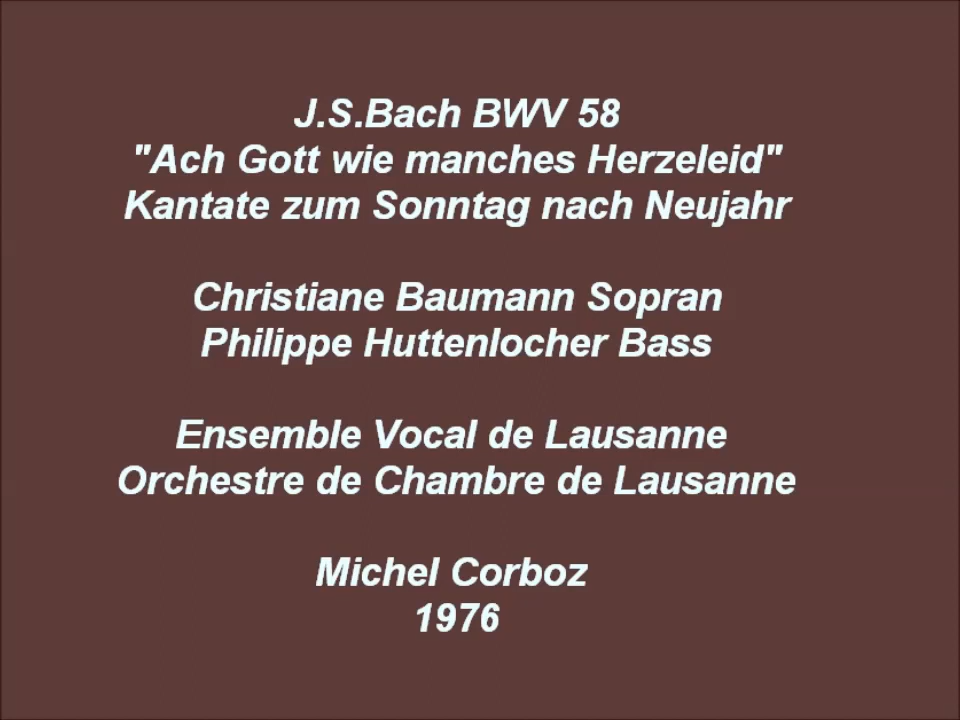 J.S.Bach BWV 58
"Ach Gott wie manches Herzeleid"
Kantate zum Sonntag nach Neujahr
Christiane Baumann Sopran
Philippe Huttenlocher Bass
Ensemble Vocal de Lausanne
Orchestre de Chambre de Lausanne
Michel Corboz
1976